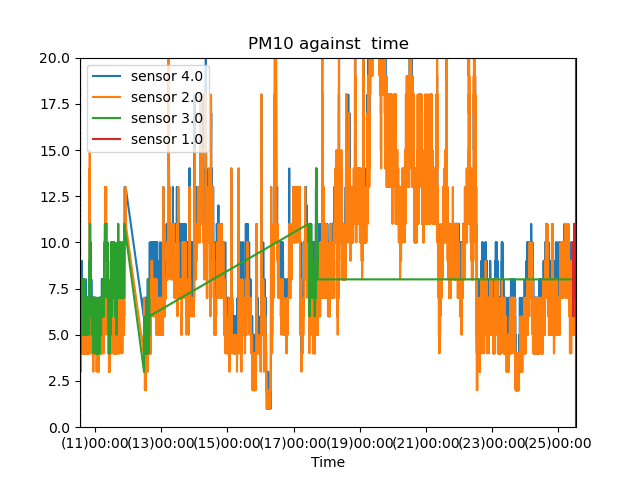 PM10 against  time
20.0
17.5
15.0
12.5
10.0
7.5
5.0
2.5
0.0
sensor 4.0
sensor 2.0
sensor 3.0
sensor 1.0
(11)00:00 (13)00:00 (15)00:00 (17)00:00 (19)00:00 (21)00:00 (23)00:00 (25)00:00
Time